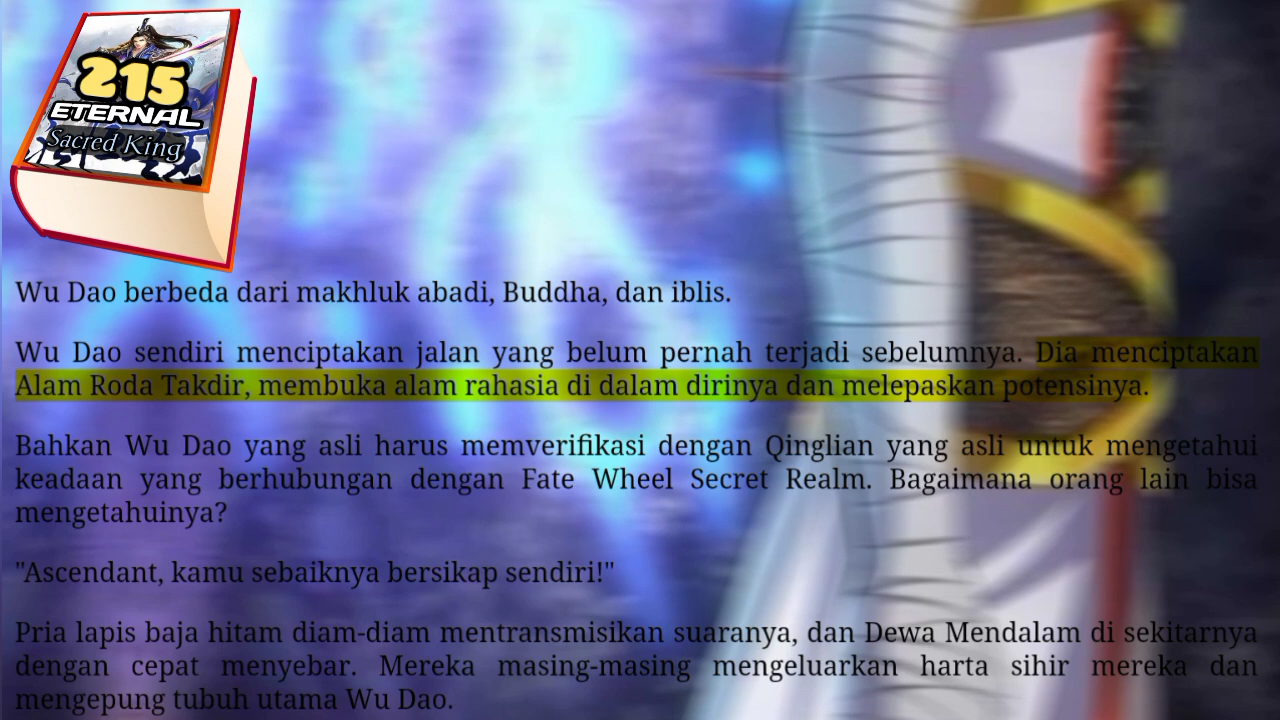 215
ETERNAL
Sacred King
Wu Dao berbeda dari makhluk abadi, Buddha, dan iblis.
Wu Dao sendiri menciptakan jalan yang belum pernah terjadi sebelumnya. Dia menciptakan
Alam Roda Takdir, membuka alam rahasia di dalam dirinya dan melepaskan potensinya.
Bahkan Wu Dao yang asli harus memverifikasi dengan Qinglian yang asli untuk mengetahui
keadaan yang berhubungan dengan Fate Wheel Secret Realm. Bagaimana orang lain bisa
mengetahuinya?
"Ascendant, kamu sebaiknya bersikap sendiri!"
Pria lapis baja hitam diam-diam mentransmisikan suaranya, dan Dewa Mendalam di sekitarnya
dengan cepat menyebar. Mereka masing-masing mengeluarkan harta sihir mereka dan
mengepung tubuh utama Wu Dao.